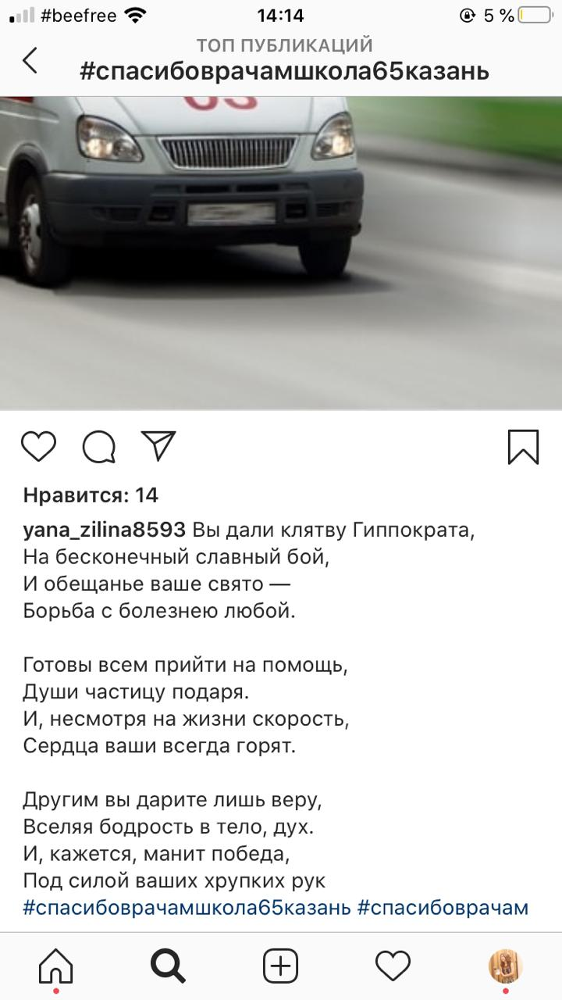 #beefree 14:14 5 %
ТОП ПУБЛИКАЦИЙ
#спасибоврачамшкола65казань
03
Нравится: 14
yana_zilina8593 Вы дали клятву Гиппократа,
На бесконечный славный бой,
И обещанье ваше свято —
Борьба с болезнею любой.
Готовы всем прийти на помощь,
Души частицу подаря.
И, несмотря на жизни скорость,
Сердца ваши всегда горят.
Другим вы дарите лишь веру,
Вселяя бодрость в тело, дух.
И, кажется, манит победа,
Под силой ваших хрупких рук
#спасибоврачамшкола65казань #спасибоврачам